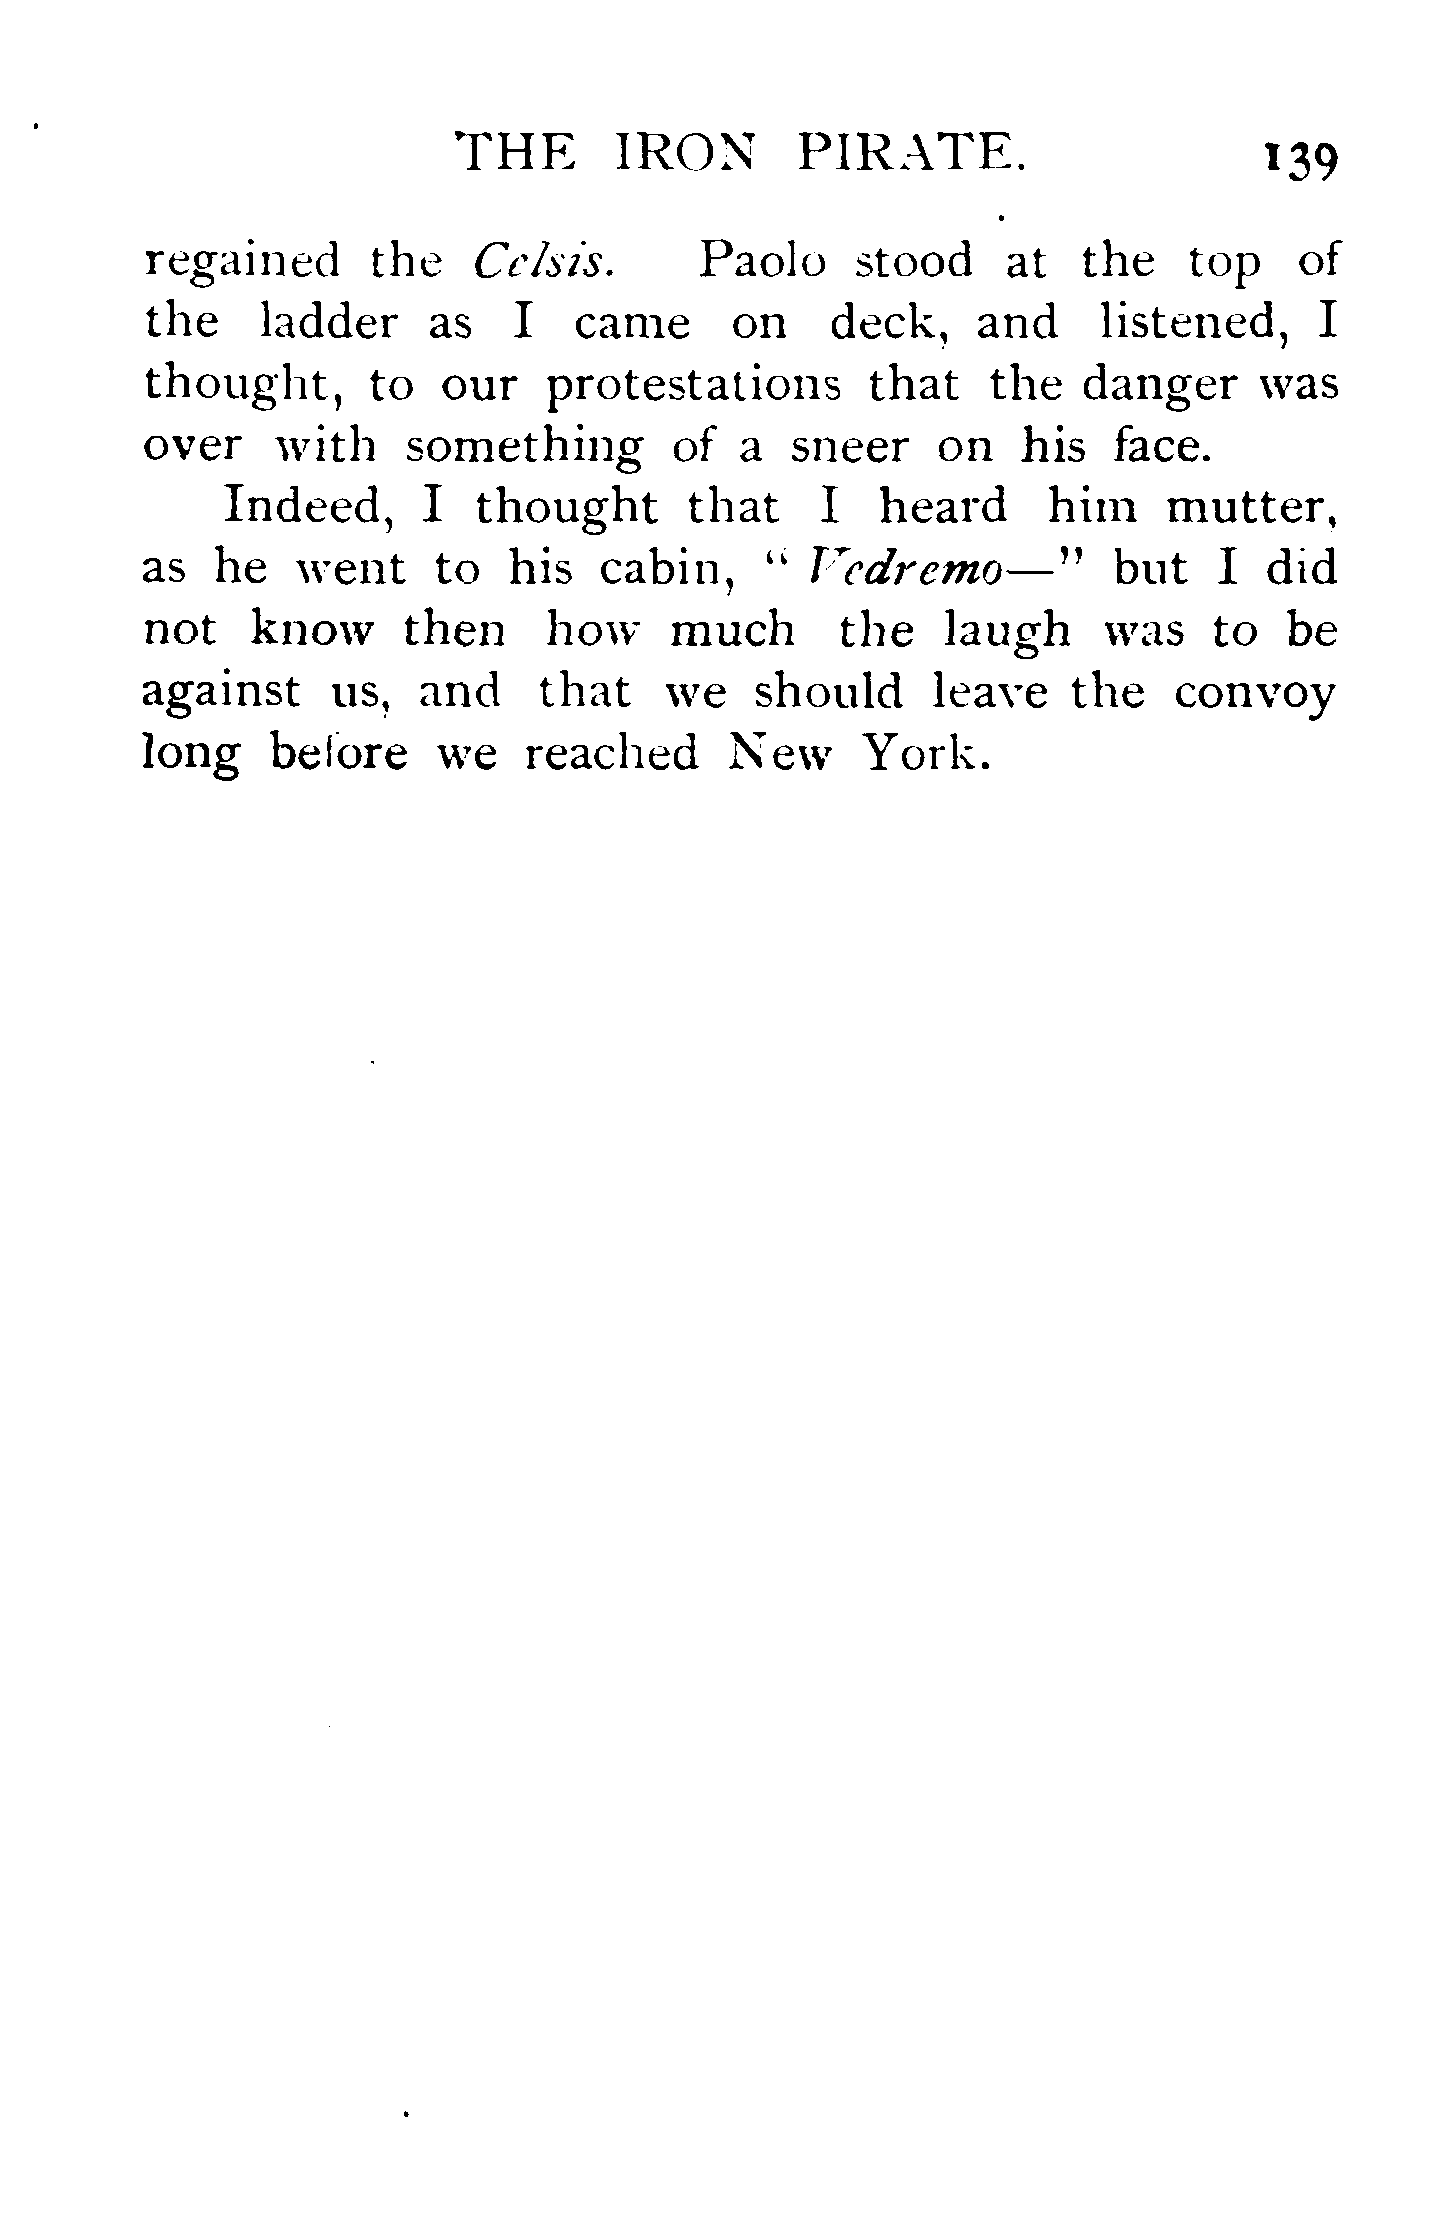 THE IRON PIRATE. 139
regained the Celsis. Paolo stood at the top of
the ladder as I came on deck, and listened, I
thought, to our protestations that the danger was
over with something of a sneer on his face.
Indeed, I thought that I heard him mutter,
as he went to his cabin, " Vedremo—" but I did
not know then how much the laugh was to be
against us, and that we should leave the convoy
long before we reached New York.